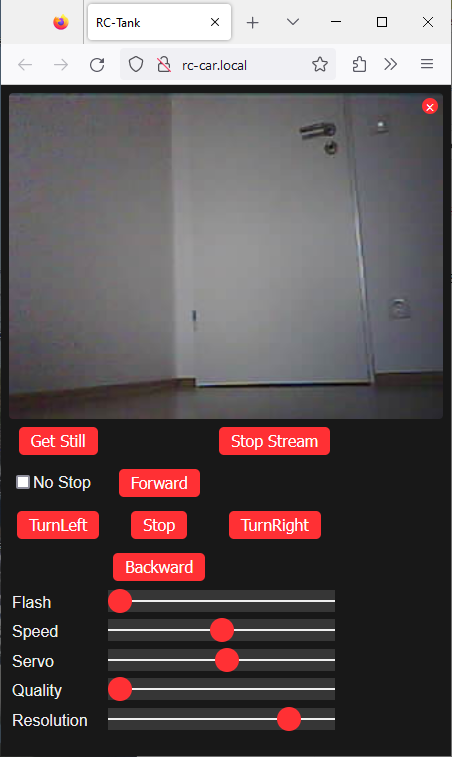 RC-Tank
rc-car.local
Get Still
Stop Stream
No Stop
Forward
TurnLeft
Stop
TurnRight
Backward
Flash
Speed
Servo
Quality
Resolution